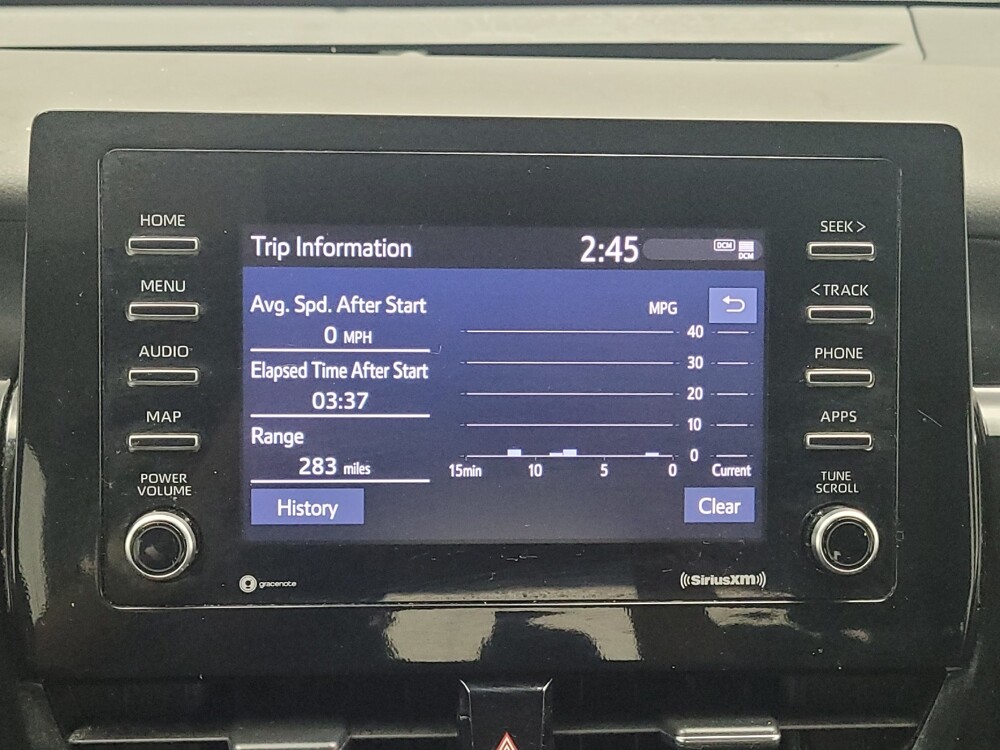 HOME
MENU
AUDIO
MAP
POWER
VOLUME
Trip Information 2:45 DCM
DCM
Avg. Spd. After Start
0 MPH
Elapsed Time After Start
03:37
Range
283 miles
History
MPG
40
30
20
10
0
15min 10 5 0 Current
Clear
gracenote
((SiriusXM))
SEEK >
< TRACK
PHONE
APPS
TUNE
SCROLL